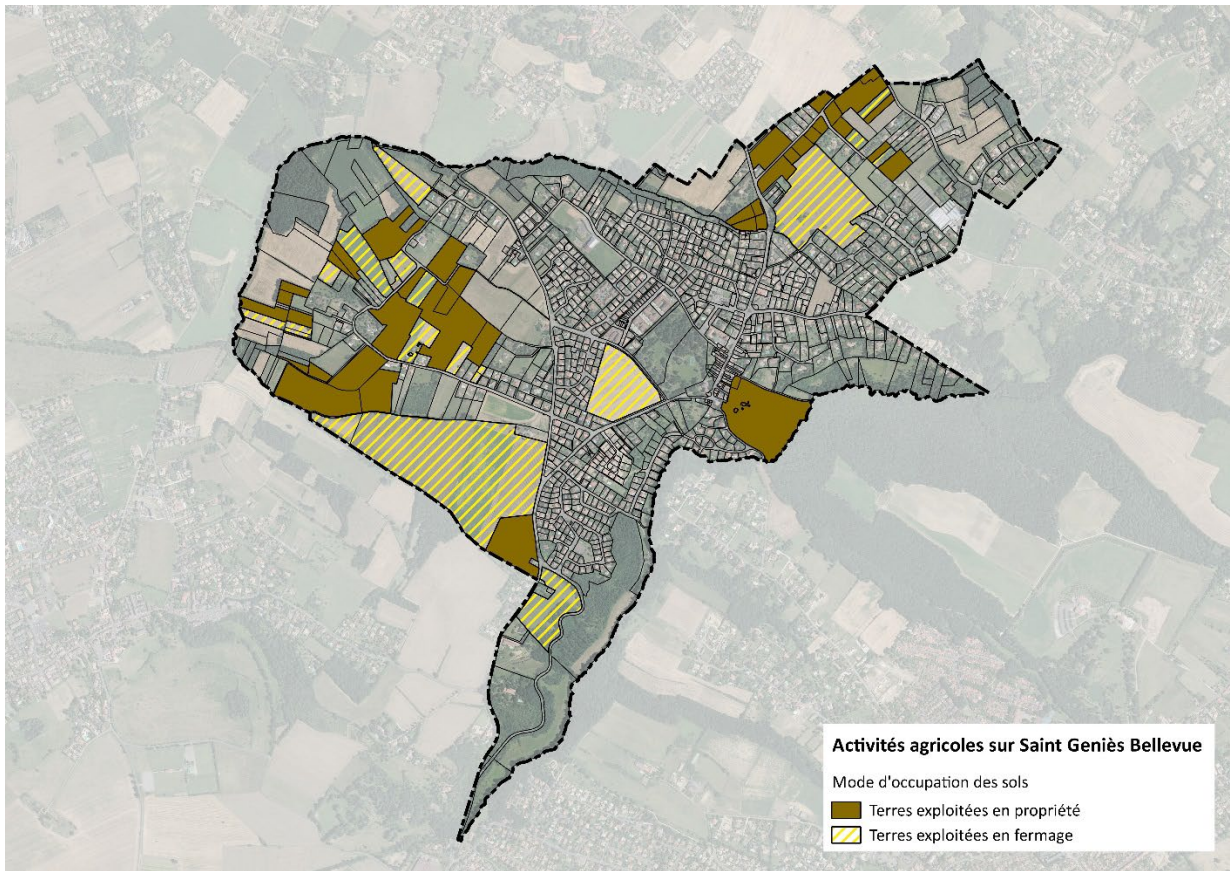 Activités agricoles sur Saint Geniès Bellevue
Mode d'occupation des sols
Terres exploitées en propriété
Terres exploitées en fermage